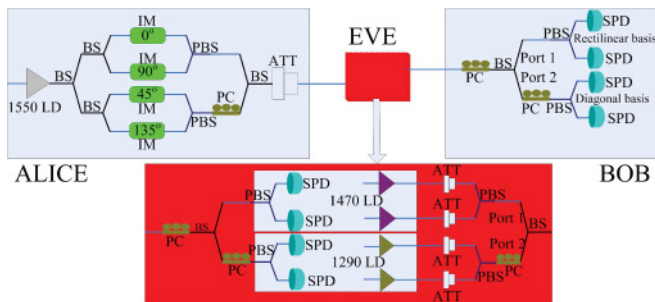 IM
0°
BS
IM
PBS
90°
BS
BS
ATT
45°
1550 LD
IM
PC
BS
135°
PBS
IM
ALICE
EVE
SPD
PBS
Rectilinear basis
BS
Port 1
SPD
PC
Port 2
SPD
PC
PBS
Diagonal basis
SPD
BOB
ATT
PBS
SPD
1470 LD
PBS
SPD
ATT
Port 1
PC
BS
BS
PBS
SPD
ATT
Port 2
PC
1290 LD
PBS
PC
SPD
ATT